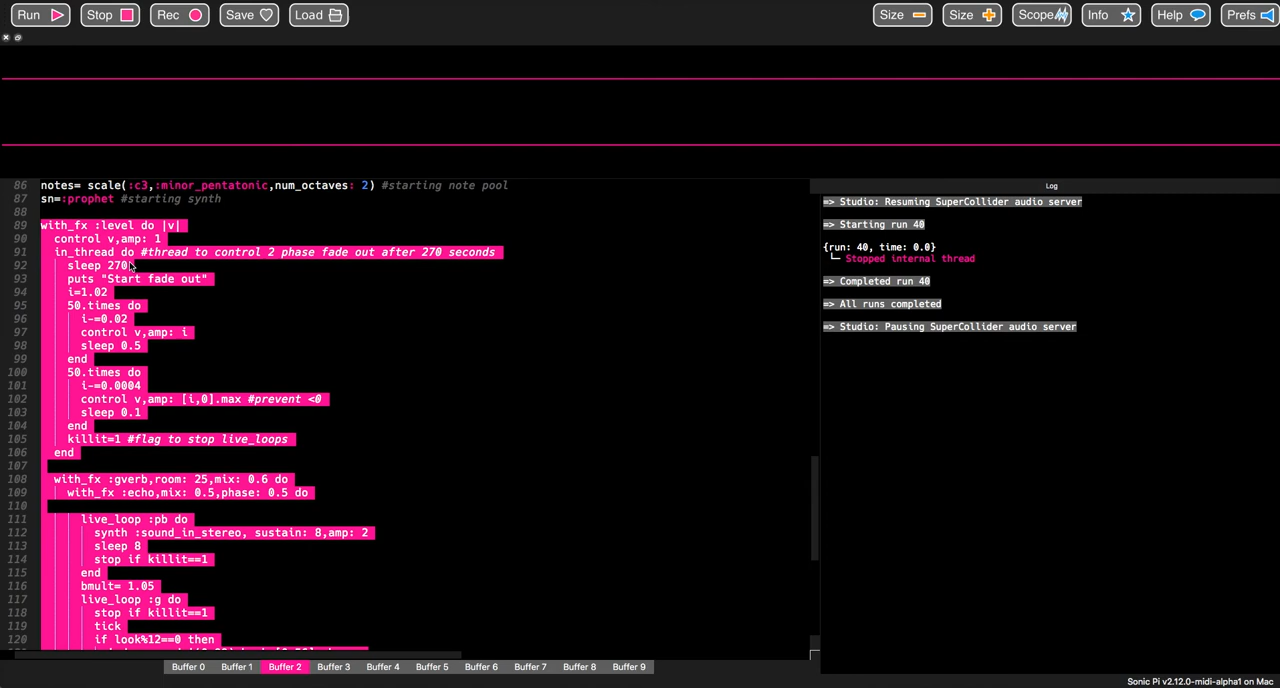 Run Stop Rec Save Load Size Size Scope Info Help Prefs
86 notes= scale(:c3,:minor_pentatonic,num_octaves: 2) #starting note pool
87 sn=:prophet #starting synth
88
89 with_fx :level do |v|
90 control v,amp: 1
91 in_thread do #thread to control 2 phase fade out after 270 seconds
92 sleep 270
93 puts "Start fade out"
94 i=1.02
95 50.times do
96 i-=0.02
97 control v,amp: i
98 sleep 0.5
99 end
100 50.times do
101 i-=0.0004
102 control v,amp: [i,0].max #prevent <0
103 sleep 0.1
104 end
105 killit=1 #flag to stop live_loops
106 end
107
108 with_fx :gverb,room: 25,mix: 0.6 do
109 with_fx :echo,mix: 0.5,phase: 0.5 do
110
111 live_loop :pb do
112 synth :sound_in_stereo, sustain: 8,amp: 2
113 sleep 8
114 stop if killit==1
115 end
116 bmult= 1.05
117 live_loop :g do
118 stop if killit==1
119 tick
120 if look%12==0 then
Log
=> Studio: Resuming SuperCollider audio server
=> Starting run 40
{run: 40, time: 0.0}
└─ Stopped internal thread
=> Completed run 40
=> All runs completed
=> Studio: Pausing SuperCollider audio server
Buffer 0 Buffer 1 Buffer 2 Buffer 3 Buffer 4 Buffer 5 Buffer 6 Buffer 7 Buffer 8 Buffer 9
Sonic Pi v2.12.0-midi-alpha1 on Mac